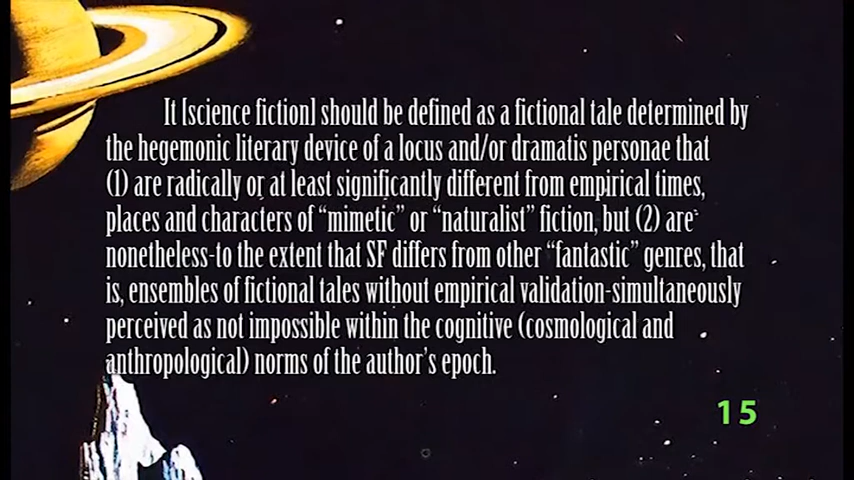 It [science fiction] should be defined as a fictional tale determined by
the hegemonic literary device of a locus and/or dramatis personae that
(1) are radically or at least significantly different from empirical times,
places and characters of “mimetic” or “naturalist” fiction, but (2) are
nonetheless-to the extent that SF differs from other “fantastic” genres, that
is, ensembles of fictional tales without empirical validation-simultaneously
perceived as not impossible within the cognitive (cosmological and
anthropological) norms of the author’s epoch.
15